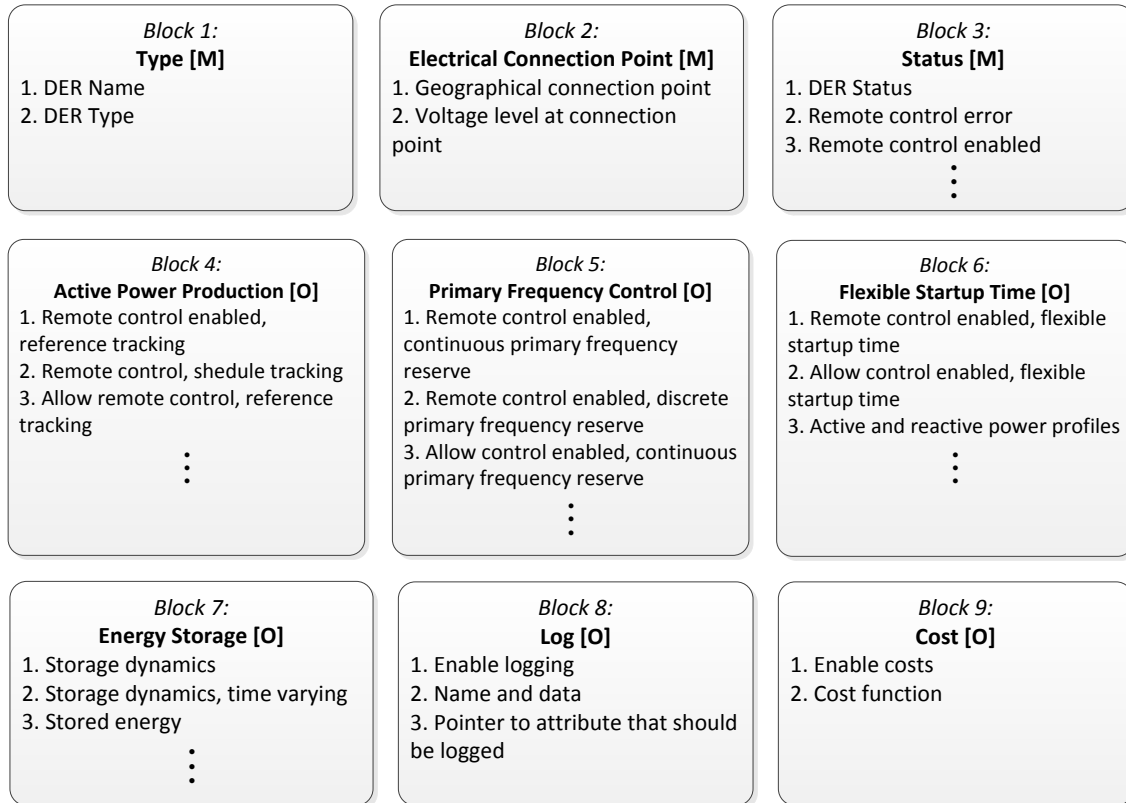 Block 1:
Type [M]
1. DER Name
2. DER Type
Block 2:
Electrical Connection Point [M]
1. Geographical connection point
2. Voltage level at connection
point
Block 3:
Status [M]
1. DER Status
2. Remote control error
3. Remote control enabled
⋮
Block 4:
Active Power Production [O]
1. Remote control enabled,
reference tracking
2. Remote control, shedule tracking
3. Allow remote control, reference
tracking
⋮
Block 5:
Primary Frequency Control [O]
1. Remote control enabled,
continuous primary frequency
reserve
2. Remote control enabled, discrete
primary frequency reserve
3. Allow control enabled, continuous
primary frequency reserve
⋮
Block 6:
Flexible Startup Time [O]
1. Remote control enabled, flexible
startup time
2. Allow control enabled, flexible
startup time
3. Active and reactive power profiles
⋮
Block 7:
Energy Storage [O]
1. Storage dynamics
2. Storage dynamics, time varying
3. Stored energy
⋮
Block 8:
Log [O]
1. Enable logging
2. Name and data
3. Pointer to attribute that should
be logged
Block 9:
Cost [O]
1. Enable costs
2. Cost function